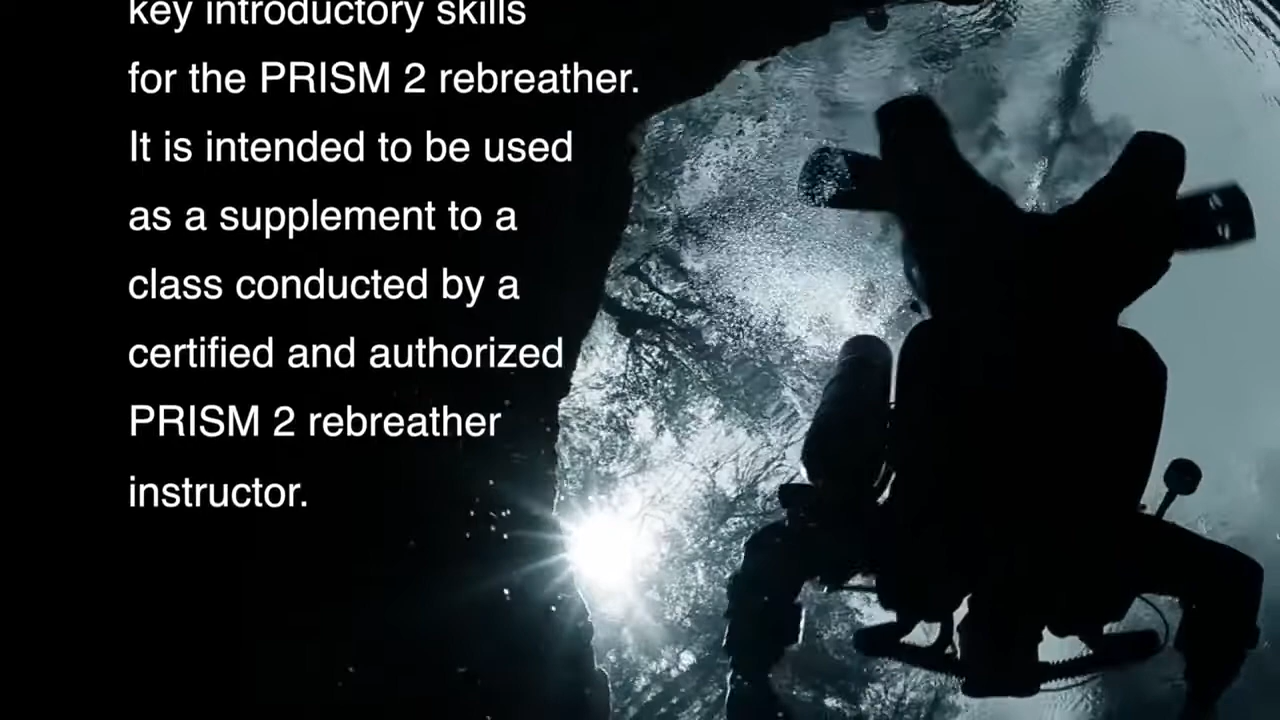 key introductory skills
for the PRISM 2 rebreather.
It is intended to be used
as a supplement to a
class conducted by a
certified and authorized
PRISM 2 rebreather
instructor.